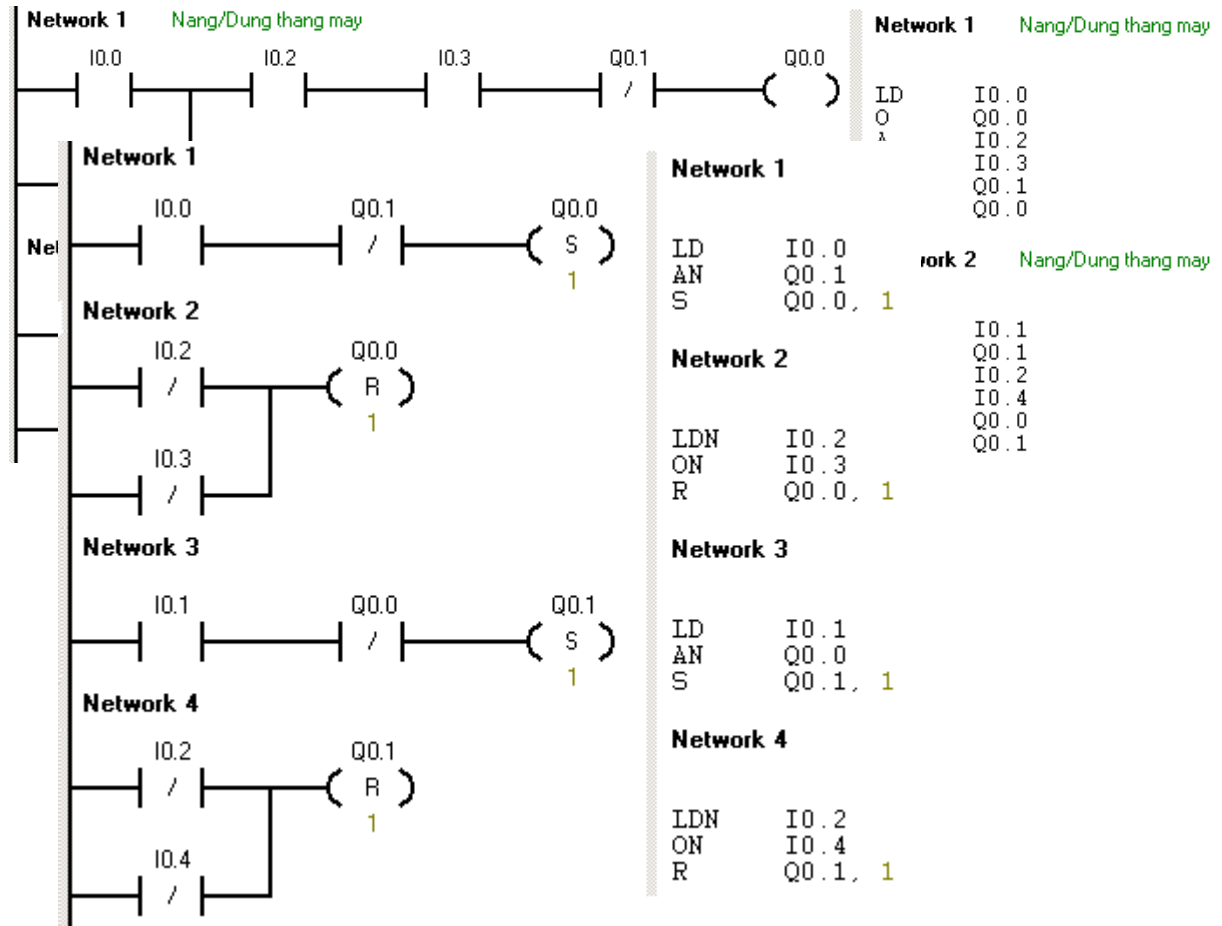 Network 1 Nang/Dung thang may
I0.0 I0.2 I0.3 Q0.1 Q0.0
/
Network 1
I0.0 Q0.1 Q0.0
/ S
1
Network 2
I0.2 Q0.0
/ R
1
I0.3
/
Network 3
I0.1 Q0.0 Q0.1
/ S
1
Network 4
I0.2 Q0.1
/ R
1
I0.4
/
Network 1
LD I0.0
AN Q0.1
S Q0.0, 1
Network 2
LDN I0.2
ON I0.3
R Q0.0, 1
Network 3
LD I0.1
AN Q0.0
S Q0.1, 1
Network 4
LDN I0.2
ON I0.4
R Q0.1, 1
Network 1 Nang/Dung thang may
LD I0.0
O Q0.0
I0.2
I0.3
Q0.1
Q0.0
ork 2 Nang/Dung thang may
I0.1
Q0.1
I0.2
I0.4
Q0.0
Q0.1